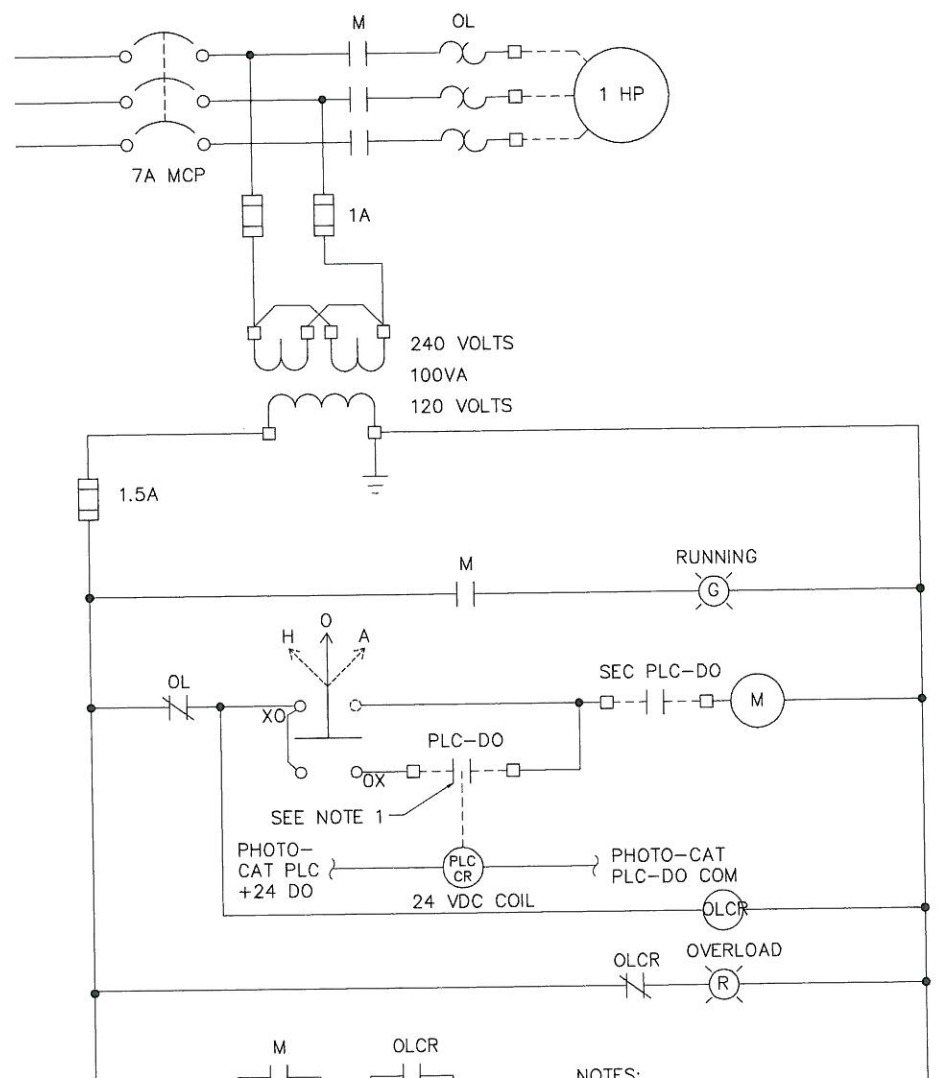 M
OL
1 HP
7A MCP
1A
240 VOLTS
100VA
120 VOLTS
1.5A
M
RUNNING
G
H
O
A
OL
XO
SEC PLC-DO
M
PLC-DO
OX
SEE NOTE 1
PHOTO-
CAT PLC
+24 DO
PLC
CR
PHOTO-CAT
PLC-DO COM
24 VDC COIL
OLCR
OLCR
OVERLOAD
R
M
OLCR
NOTES: